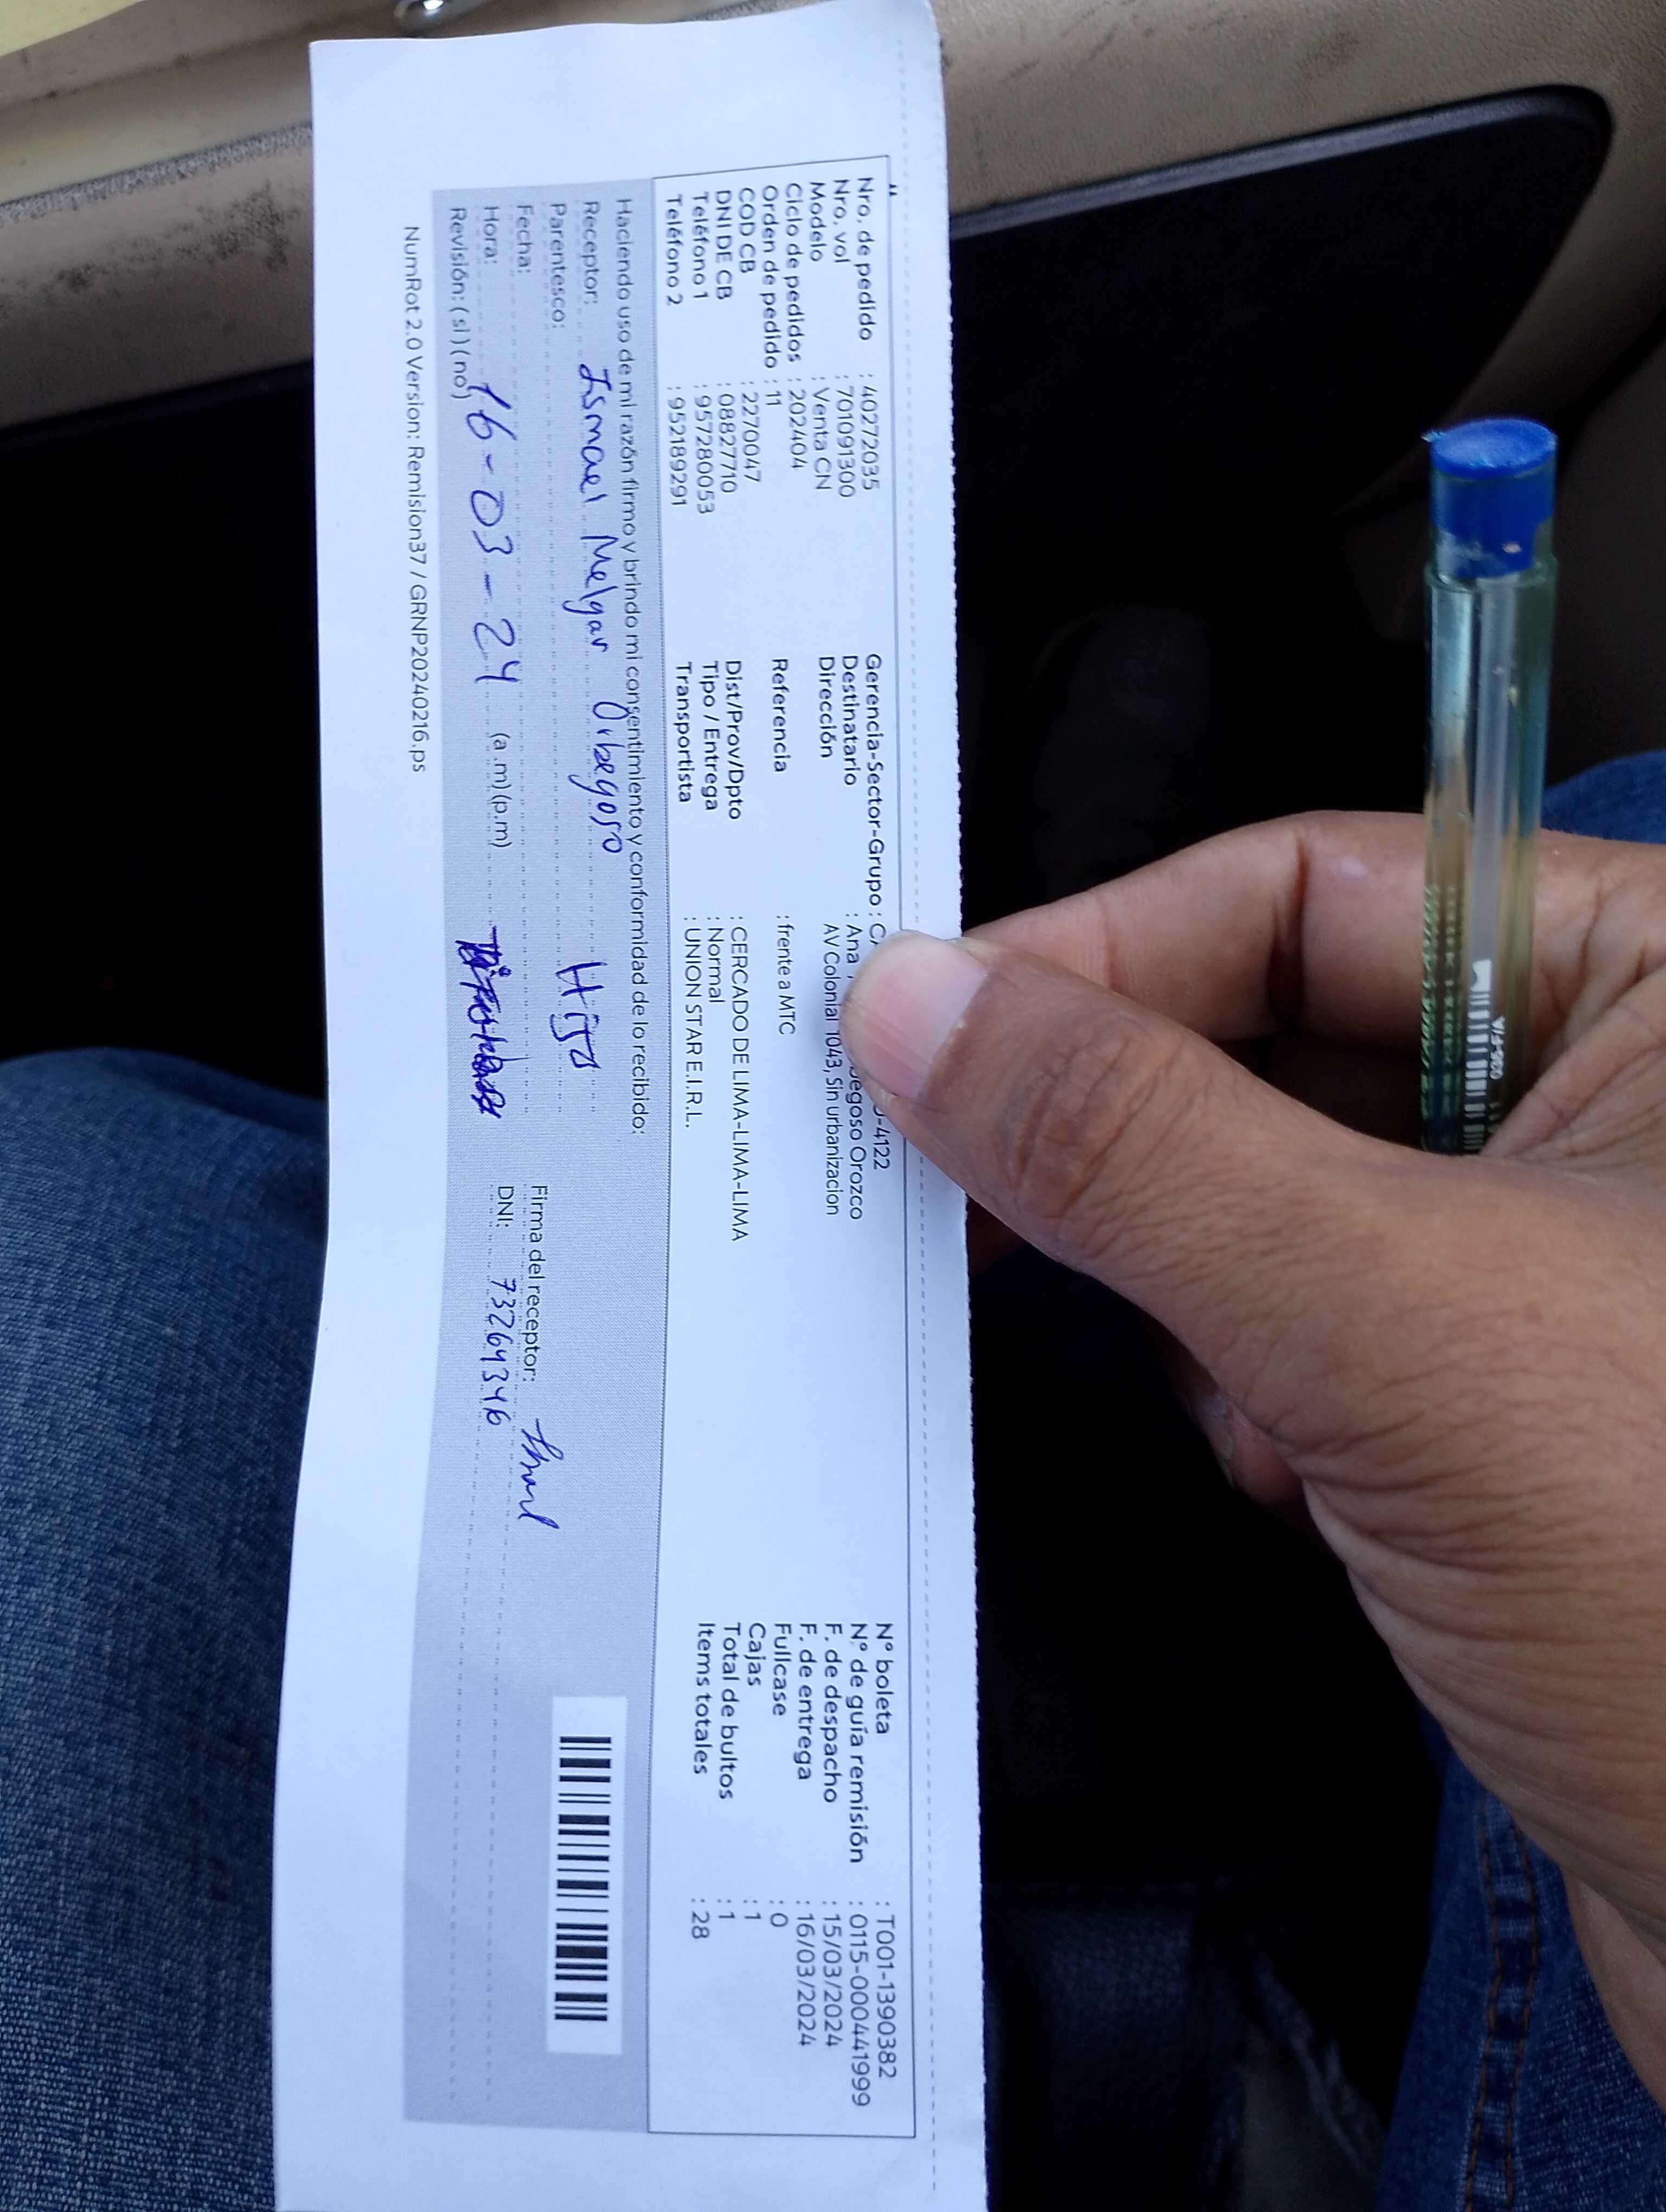 Nro. de pedido : 40272035
Nro. vol : 701091300
Modelo : Venta CN
Ciclo de pedidos : 202404
Orden de pedido : 11
COD CB : 2270047
DNI DE CB : 08827710
Teléfono 1 : 957280053
Teléfono 2 : 952189291
Gerencia-Sector-Grupo : -4122
Destinatario : Ana Orozco
Dirección AV Colonial 1043, Sin urbanizacion
Referencia : frente a MTC
Dist/Prov/Dpto : CERCADO DE LIMA-LIMA-LIMA
Tipo / Entrega : Normal
Transportista : UNION STAR E.I.R.L.
N° boleta : T001-1390382
N° de guía remisión : 0115-000441999
F. de despacho : 15/03/2024
F. de entrega : 16/03/2024
Fullcase : 0
Cajas : 1
Total de bultos : 1
Items totales : 28
Haciendo uso de mi razón firmo y brindo mi consentimiento y conformidad de lo recibido:
Receptor: Ismael Melgar Orbegoso
Parentesco: Hijo
Fecha:
Hora: 16-03-24 (a.m)(p.m)
Revisión: (si)(no)
Firma del receptor:
DNI: 73264346
NumRot 2.0 Version: Remision37 / GRNP20240216.ps